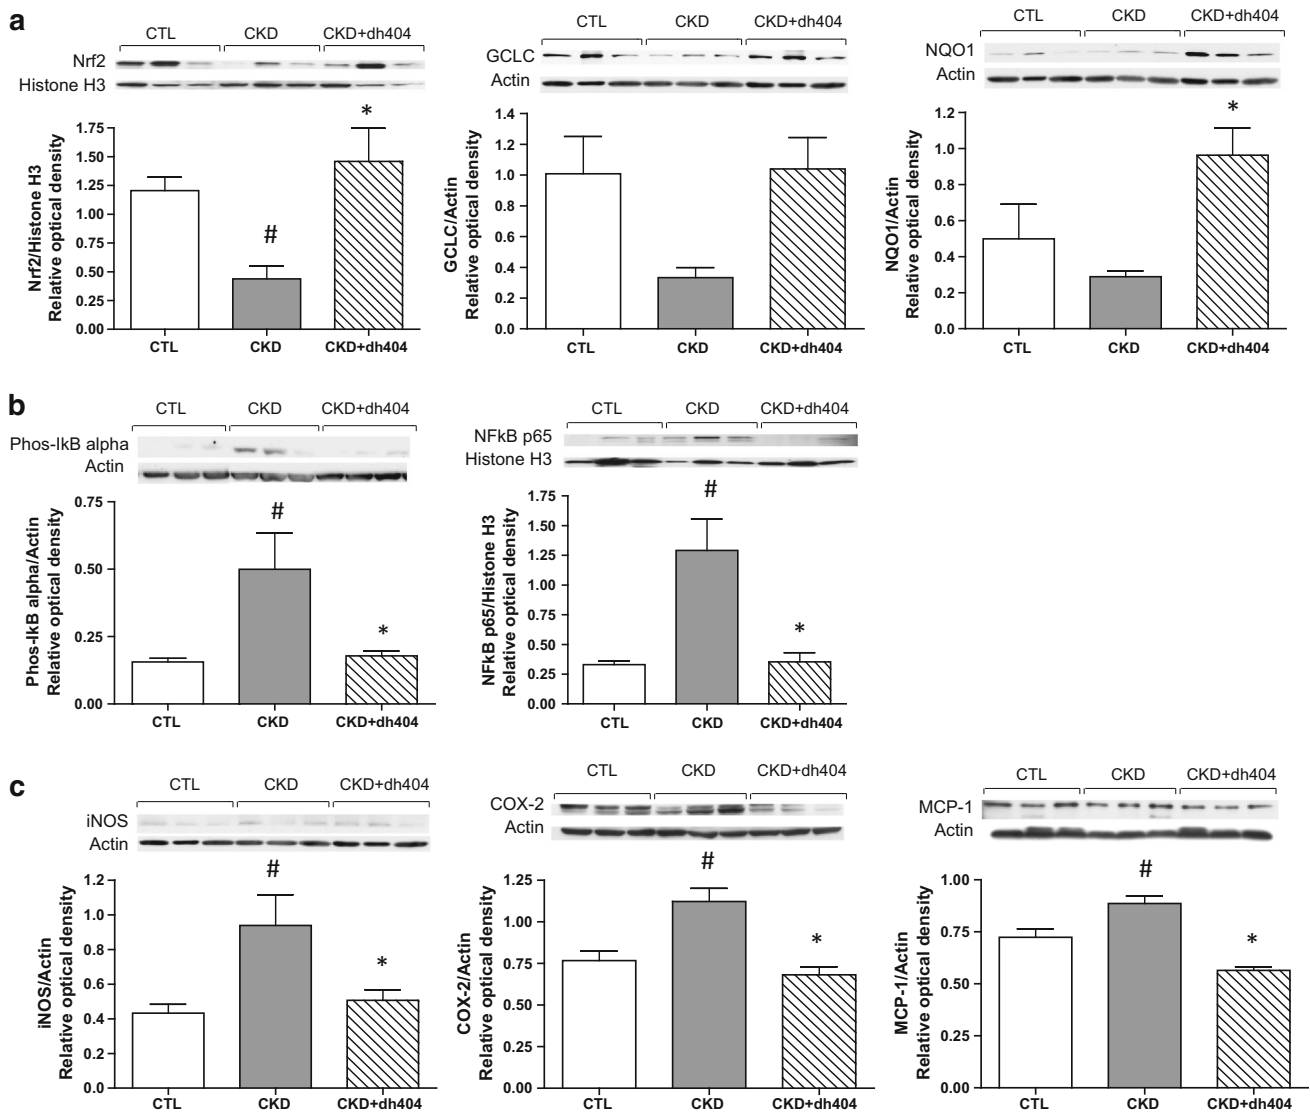 a
CTL CKD CKD+dh404
Nrf2
Histone H3
*
#
1.75
1.50
1.25
1.00
0.75
0.50
0.25
0.00
Nrf2/Histone H3
Relative optical density
CTL CKD CKD+dh404
CTL CKD CKD+dh404
GCLC
Actin
1.4
1.2
1.0
0.8
0.6
0.4
0.2
0.0
GCLC/Actin
Relative optical density
CTL CKD CKD+dh404
CTL CKD CKD+dh404
NQO1
Actin
*
1.2
1.0
0.8
0.6
0.4
0.2
0.0
NQO1/Actin
Relative optical density
CTL CKD CKD+dh404
b
CTL CKD CKD+dh404
Phos-IkB alpha
Actin
#
*
0.75
0.50
0.25
0.00
Phos-IkB alpha/Actin
Relative optical density
CTL CKD CKD+dh404
CTL CKD CKD+dh404
NFkB p65
Histone H3
#
*
1.75
1.50
1.25
1.00
0.75
0.50
0.25
0.00
NFkB p65/Histone H3
Relative optical density
CTL CKD CKD+dh404
c
CTL CKD CKD+dh404
iNOS
Actin
#
*
1.2
1.0
0.8
0.6
0.4
0.2
0.0
iNOS/Actin
Relative optical density
CTL CKD CKD+dh404
CTL CKD CKD+dh404
COX-2
Actin
#
*
1.25
1.00
0.75
0.50
0.25
0.00
COX-2/Actin
Relative optical density
CTL CKD CKD+dh404
CTL CKD CKD+dh404
MCP-1
Actin
#
*
1.00
0.75
0.50
0.25
0.00
MCP-1/Actin
Relative optical density
CTL CKD CKD+dh404